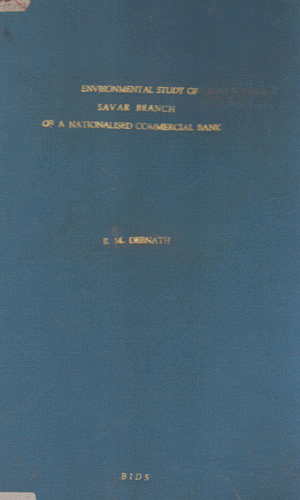 ENVIRONMENTAL STUDY OF
SAVAR BRANCH
OF A NATIONALISED COMMERCIAL BANK
R. M. DEBNATH
BIDS